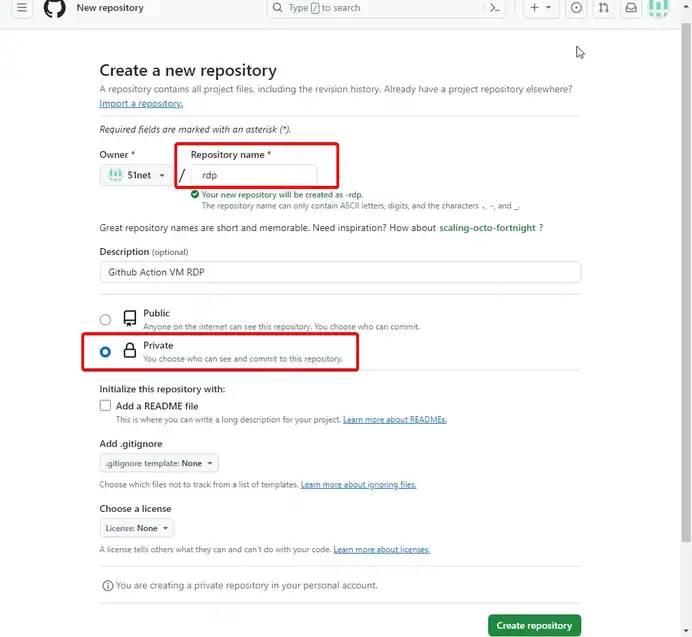 New repository
Type / to search
Create a new repository
A repository contains all project files, including the revision history. Already have a project repository elsewhere?
Import a repository.
Required fields are marked with an asterisk (*).
Owner * Repository name *
51net / rdp
Your new repository will be created as -rdp.
The repository name can only contain ASCII letters, digits, and the characters ., -, and _.
Great repository names are short and memorable. Need inspiration? How about scaling-octo-fortnight ?
Description (optional)
Github Action VM RDP
Public
Anyone on the internet can see this repository. You choose who can commit.
Private
You choose who can see and commit to this repository.
Initialize this repository with:
Add a README file
This is where you can write a long description for your project. Learn more about READMEs.
Add .gitignore
.gitignore template: None
Choose which files not to track from a list of templates. Learn more about ignoring files.
Choose a license
License: None
A license tells others what they can and can't do with your code. Learn more about licenses.
You are creating a private repository in your personal account.
Create repository